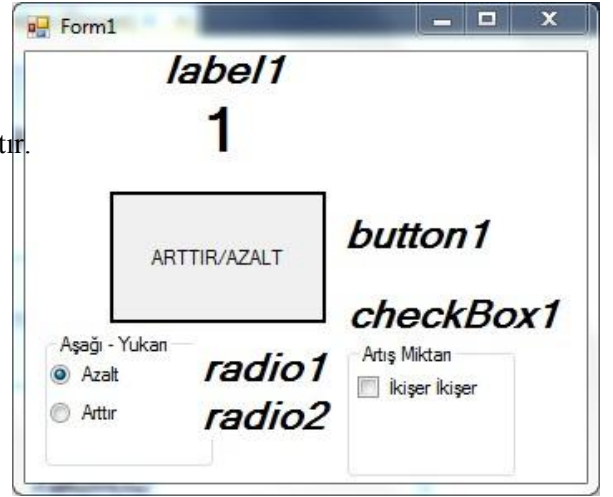 Form1
label1
1
tır.
ARTTIR/AZALT
button1
checkBox1
Aşağı - Yukarı
Azalt
radio1
Arttır
radio2
Artış Miktarı
İkişer İkişer